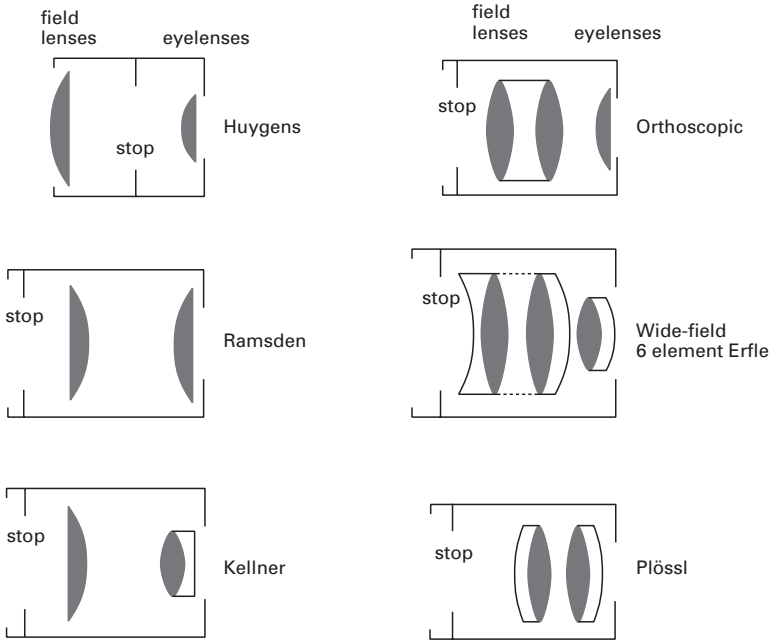 field
lenses
eyelenses
stop
Huygens
stop
Ramsden
stop
Kellner
field
lenses
eyelenses
stop
Orthoscopic
stop
Wide-field
6 element Erfle
stop
Plössl